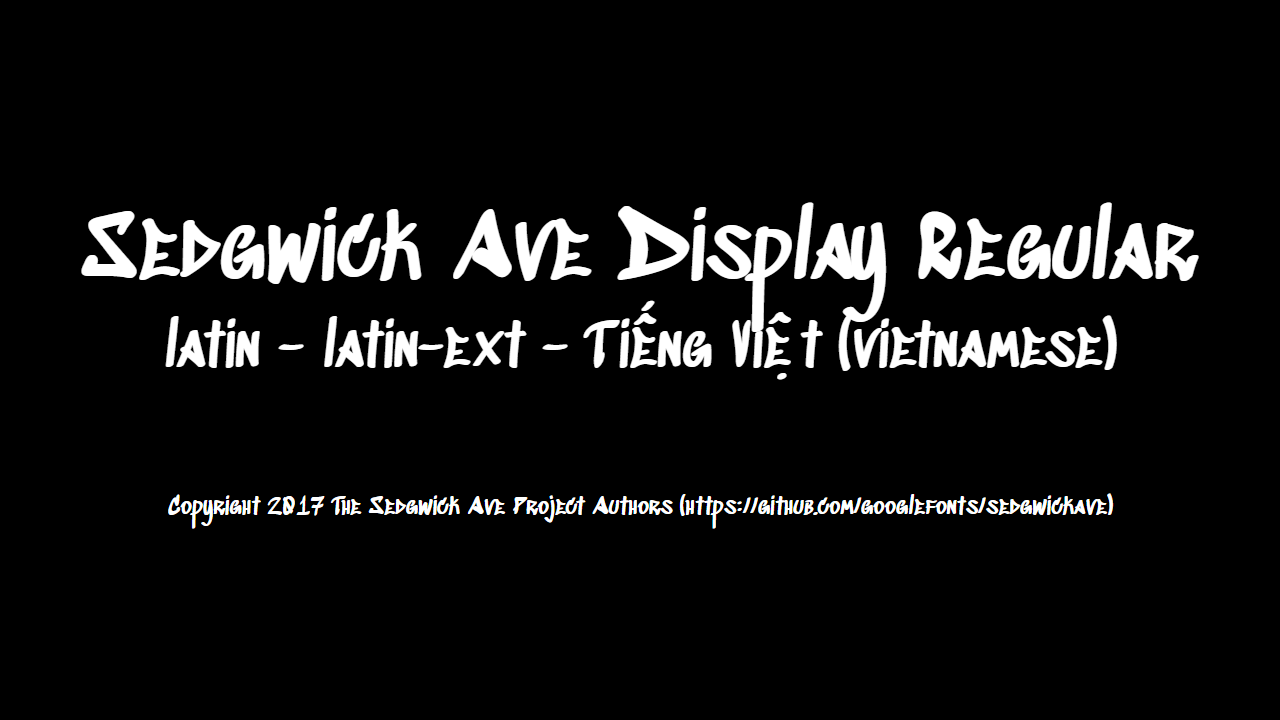 Sedgwick Ave Display Regular
latin - latin-ext - Tiếng Việt (vietnamese)
Copyright 2017 The Sedgwick Ave Project Authors (https://github.com/googlefonts/sedgwickave)